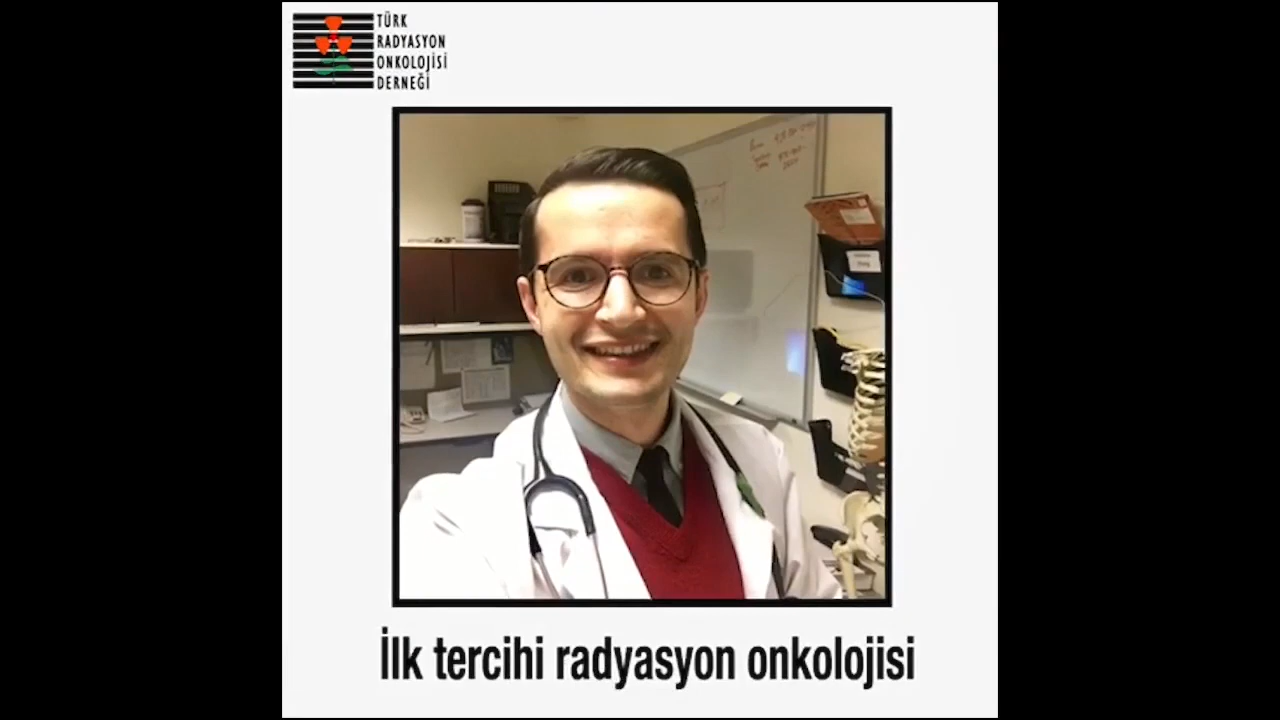 TÜRK
RADYASYON
ONKOLOJİSİ
DERNEĞİ
İlk tercihi radyasyon onkolojisi